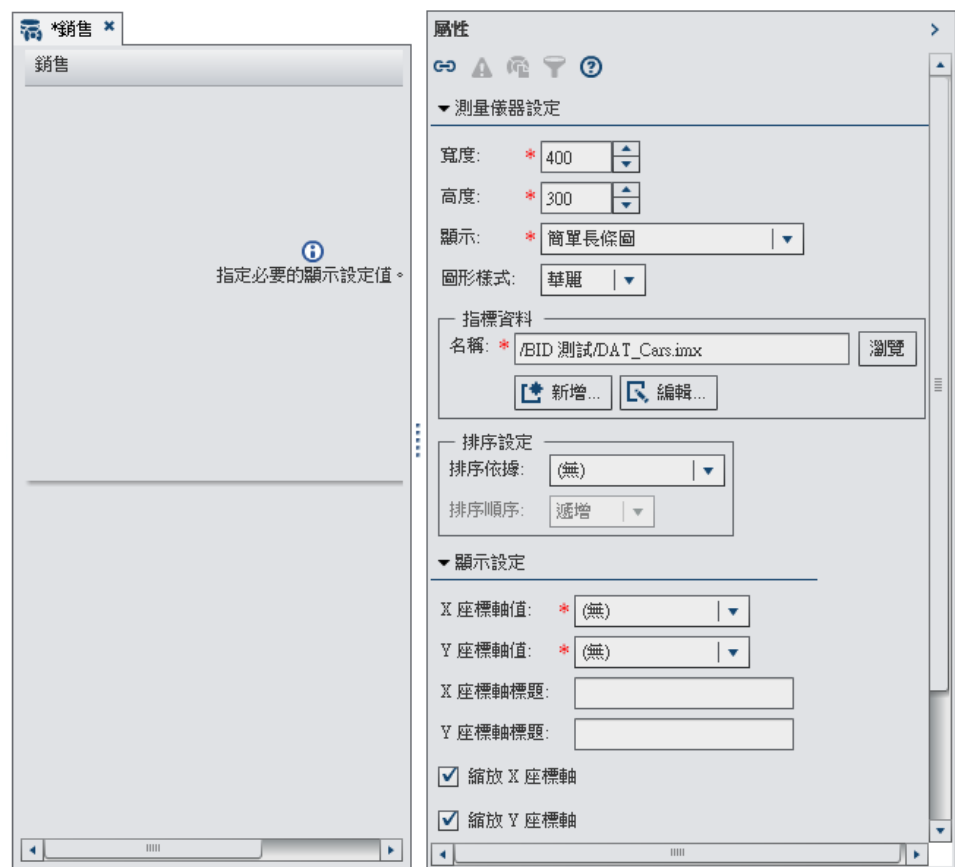 *銷售
銷售
指定必要的顯示設定值。
屬性
測量儀器設定
寬度: * 400
高度: * 300
顯示: * 簡單長條圖
圖形樣式: 華麗
指標資料
名稱: * /BID 測試/DAT_Cars.imx 瀏覽
新增... 編輯...
排序設定
排序依據: (無)
排序順序: 遞增
顯示設定
X 座標軸值: * (無)
Y 座標軸值: * (無)
X 座標軸標題:
Y 座標軸標題:
縮放 X 座標軸
縮放 Y 座標軸